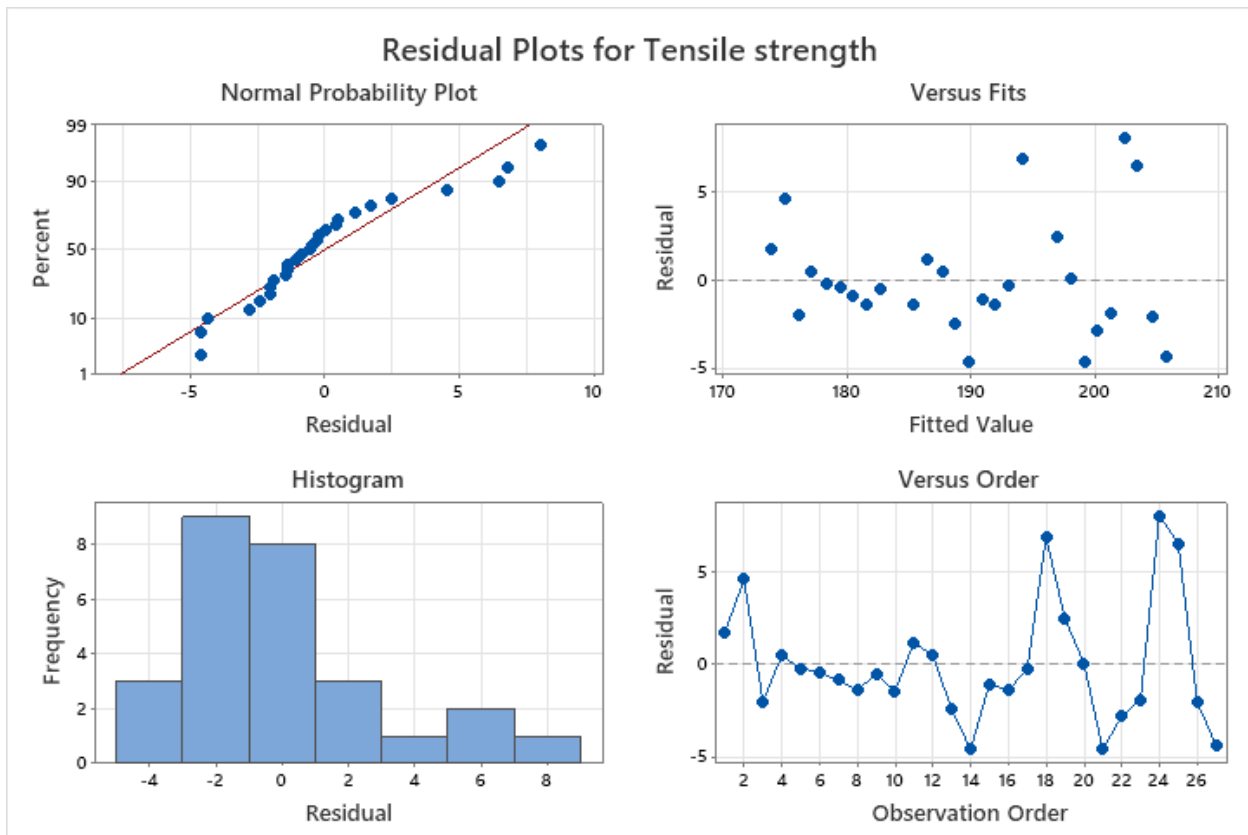 Residual Plots for Tensile strength
Normal Probability Plot
99
90
50
10
1
Percent
-5 0 5 10
Residual
Versus Fits
5
0
-5
Residual
170 180 190 200 210
Fitted Value
Histogram
8
6
4
2
0
Frequency
-4 -2 0 2 4 6 8
Residual
Versus Order
5
0
-5
Residual
2 4 6 8 10 12 14 16 18 20 22 24 26
Observation Order